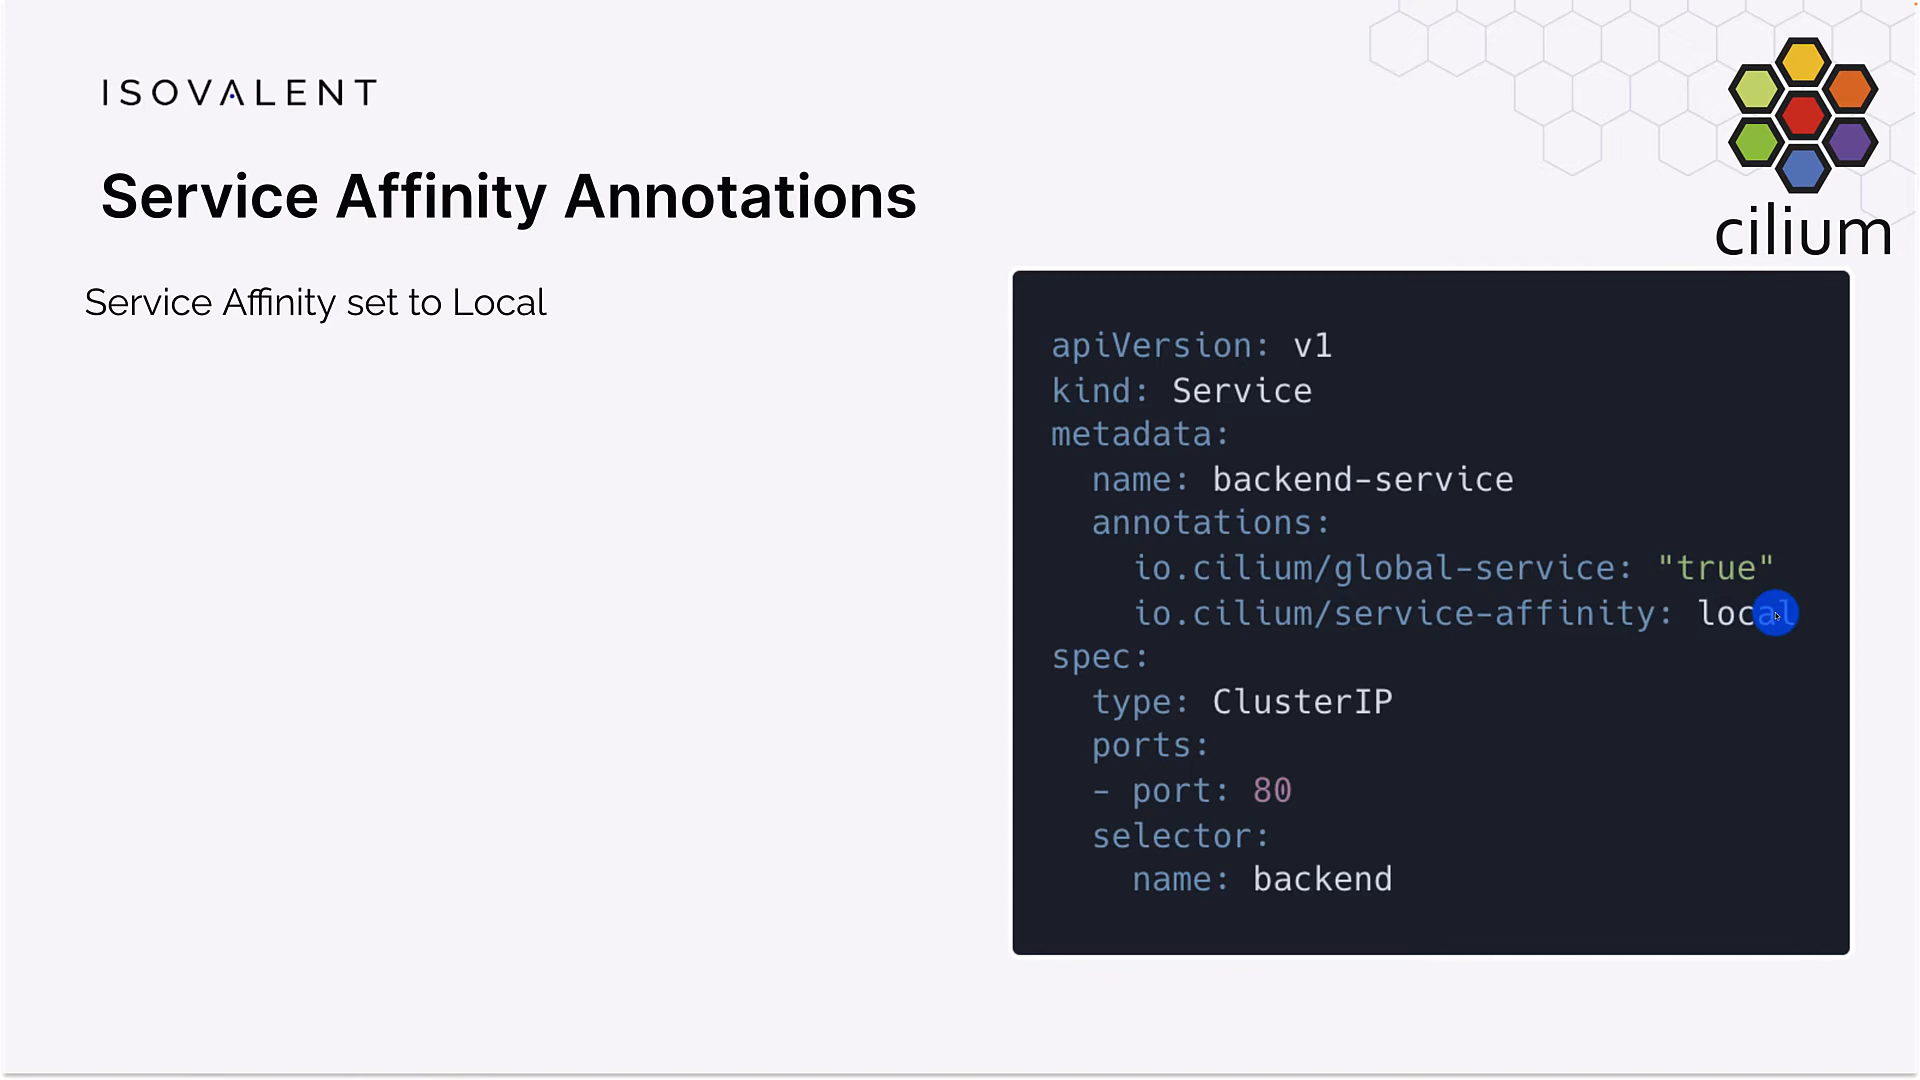 ISOVALENT
cilium
Service Affinity Annotations
Service Affinity set to Local
apiVersion: v1
kind: Service
metadata:
  name: backend-service
  annotations:
    io.cilium/global-service: "true"
    io.cilium/service-affinity: local
spec:
  type: ClusterIP
  ports:
  - port: 80
  selector:
    name: backend